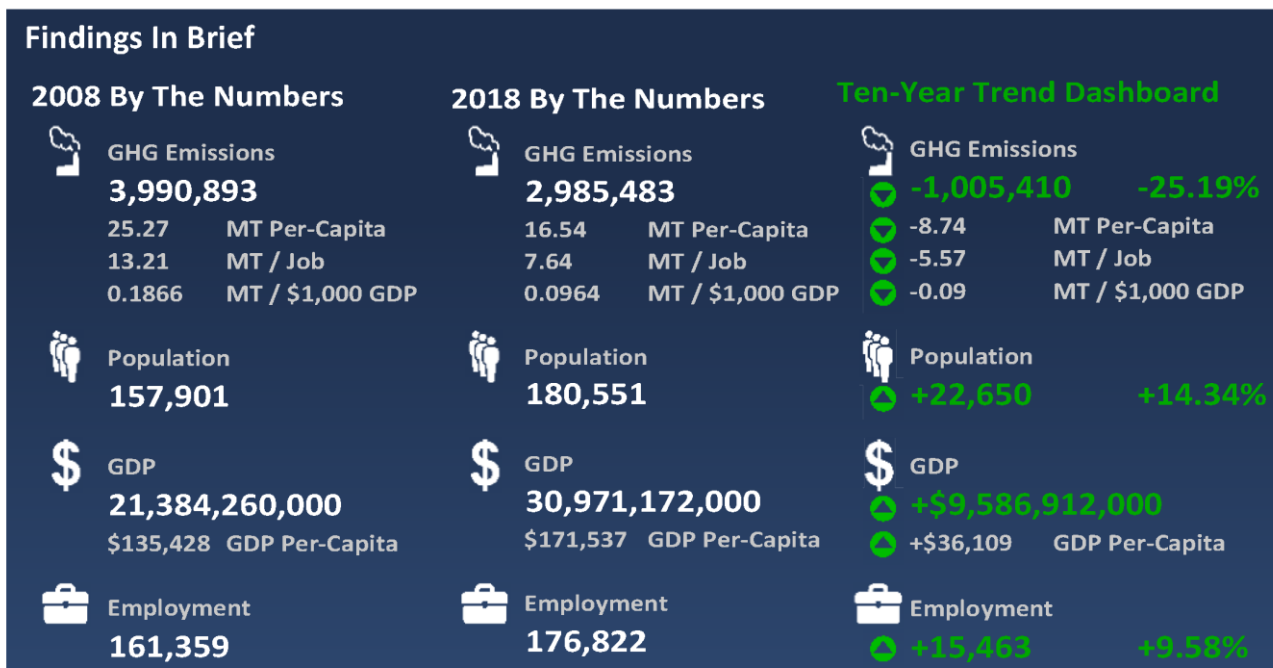 Findings In Brief
2008 By The Numbers
GHG Emissions
3,990,893
25.27 MT Per-Capita
13.21 MT / Job
0.1866 MT / $1,000 GDP
Population
157,901
$
GDP
21,384,260,000
$135,428 GDP Per-Capita
Employment
161,359
2018 By The Numbers
GHG Emissions
2,985,483
16.54 MT Per-Capita
7.64 MT / Job
0.0964 MT / $1,000 GDP
Population
180,551
$
GDP
30,971,172,000
$171,537 GDP Per-Capita
Employment
176,822
Ten-Year Trend Dashboard
GHG Emissions
-1,005,410 -25.19%
-8.74 MT Per-Capita
-5.57 MT / Job
-0.09 MT / $1,000 GDP
Population
+22,650 +14.34%
$
GDP
+$9,586,912,000
+$36,109 GDP Per-Capita
Employment
+15,463 +9.58%